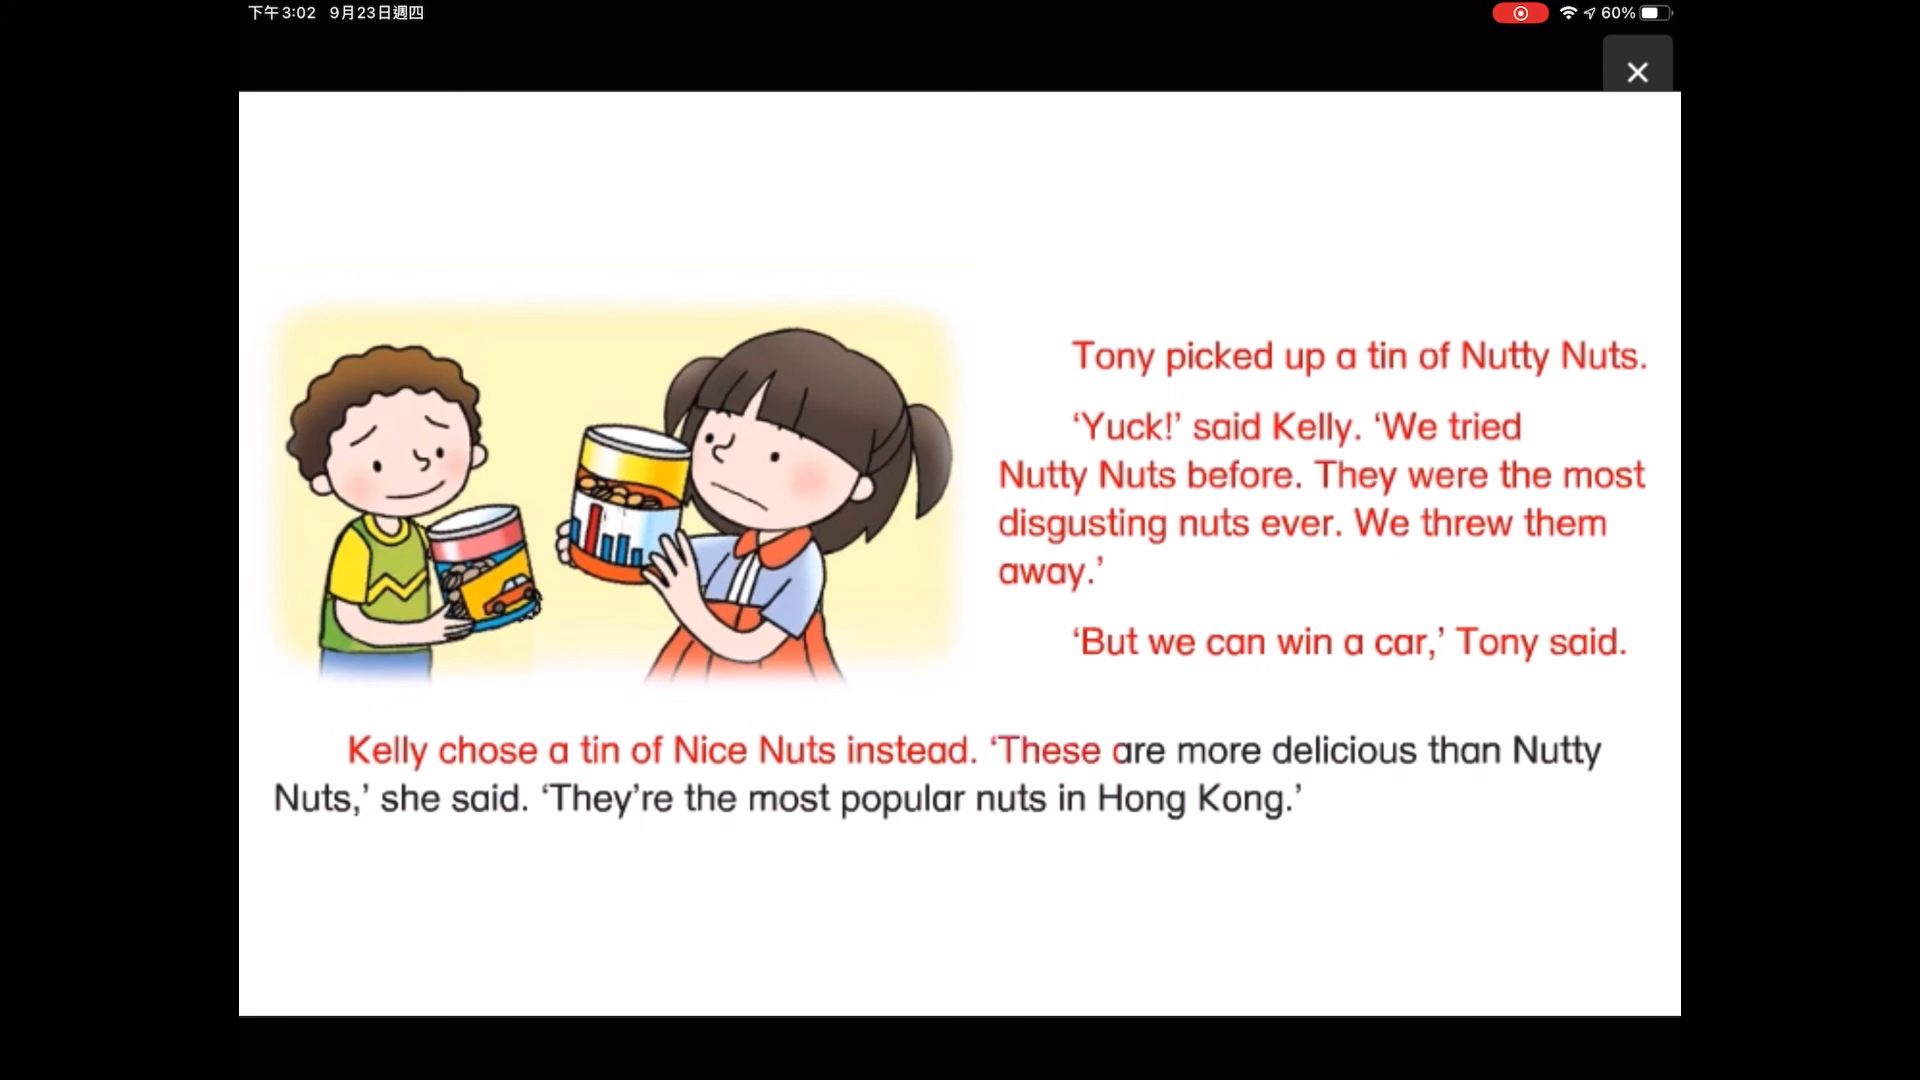 下午3:02 9月23日週四
60%
Tony picked up a tin of Nutty Nuts.
‘Yuck!’ said Kelly. ‘We tried
Nutty Nuts before. They were the most
disgusting nuts ever. We threw them
away.’
‘But we can win a car,’ Tony said.
Kelly chose a tin of Nice Nuts instead. ‘These are more delicious than Nutty
Nuts,’ she said. ‘They’re the most popular nuts in Hong Kong.’